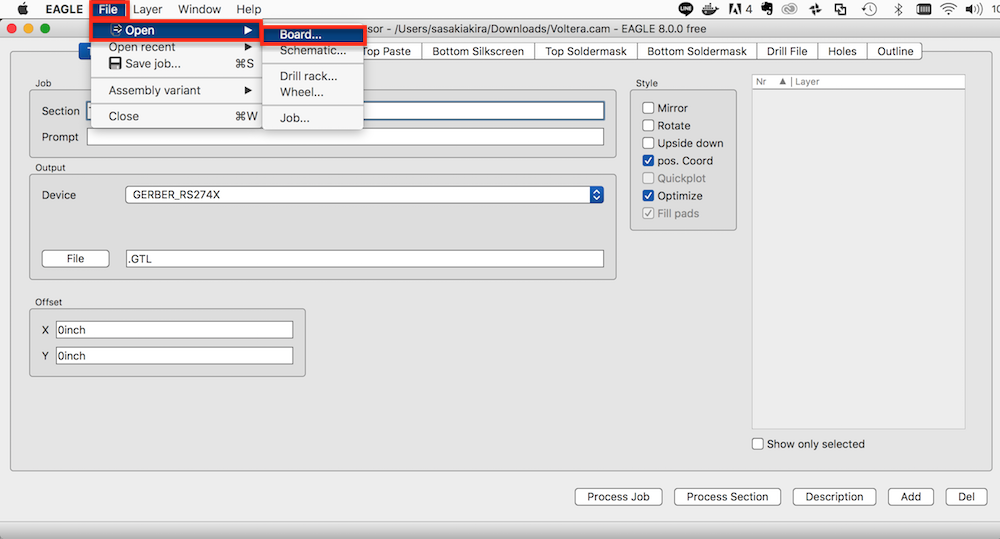 EAGLE File Layer Window Help 4 10
sor - /Users/sasakiakira/Downloads/Voltera.cam - EAGLE 8.0.0 free
Open
Board...
Open recent
Schematic...
Save job... ⌘S
Drill rack...
Assembly variant
Wheel...
Close ⌘W
Job...
Top Paste Bottom Silkscreen Top Soldermask Bottom Soldermask Drill File Holes Outline
Job
Section
Prompt
Output
Device GERBER_RS274X
File .GTL
Offset
X 0inch
Y 0inch
Style
Mirror
Rotate
Upside down
pos. Coord
Quickplot
Optimize
Fill pads
Nr Layer
Show only selected
Process Job Process Section Description Add Del